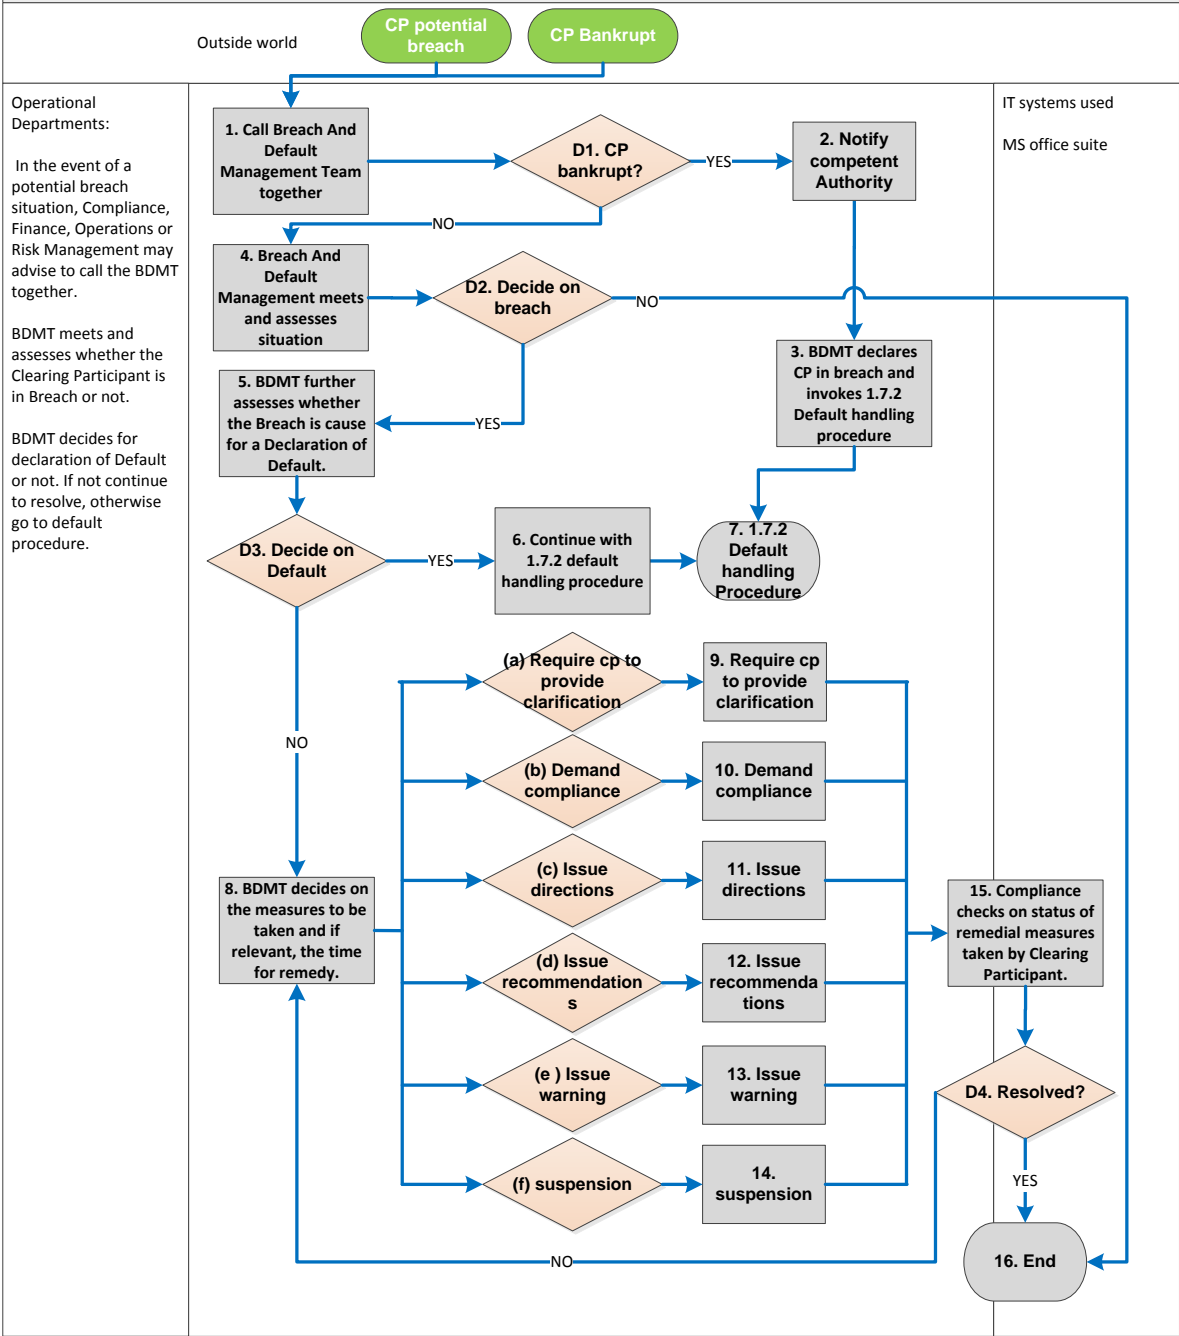 Outside world
CP potential
breach
CP Bankrupt
Operational
Departments:
In the event of a
potential breach
situation, Compliance,
Finance, Operations or
Risk Management may
advise to call the BDMT
together.
BDMT meets and
assesses whether the
Clearing Participant is
in Breach or not.
BDMT decides for
declaration of Default
or not. If not continue
to resolve, otherwise
go to default
procedure.
IT systems used
MS office suite
1. Call Breach And
Default
Management Team
together
D1. CP
bankrupt?
YES
2. Notify
competent
Authority
NO
4. Breach And
Default
Management meets
and assesses
situation
D2. Decide on
breach
NO
3. BDMT declares
CP in breach and
invokes 1.7.2
Default handling
procedure
5. BDMT further
assesses whether
the Breach is cause
for a Declaration of
Default.
YES
D3. Decide on
Default
YES
6. Continue with
1.7.2 default
handling procedure
7. 1.7.2
Default
handling
Procedure
NO
(a) Require cp to
provide
clarification
9. Require cp
to provide
clarification
(b) Demand
compliance
10. Demand
compliance
8. BDMT decides on
the measures to be
taken and if
relevant, the time
for remedy.
(c) Issue
directions
11. Issue
directions
15. Compliance
checks on status of
remedial measures
taken by Clearing
Participant.
(d) Issue
recommendation
s
12. Issue
recommenda
tions
(e ) Issue
warning
13. Issue
warning
D4. Resolved?
(f) suspension
14.
suspension
YES
NO
16. End